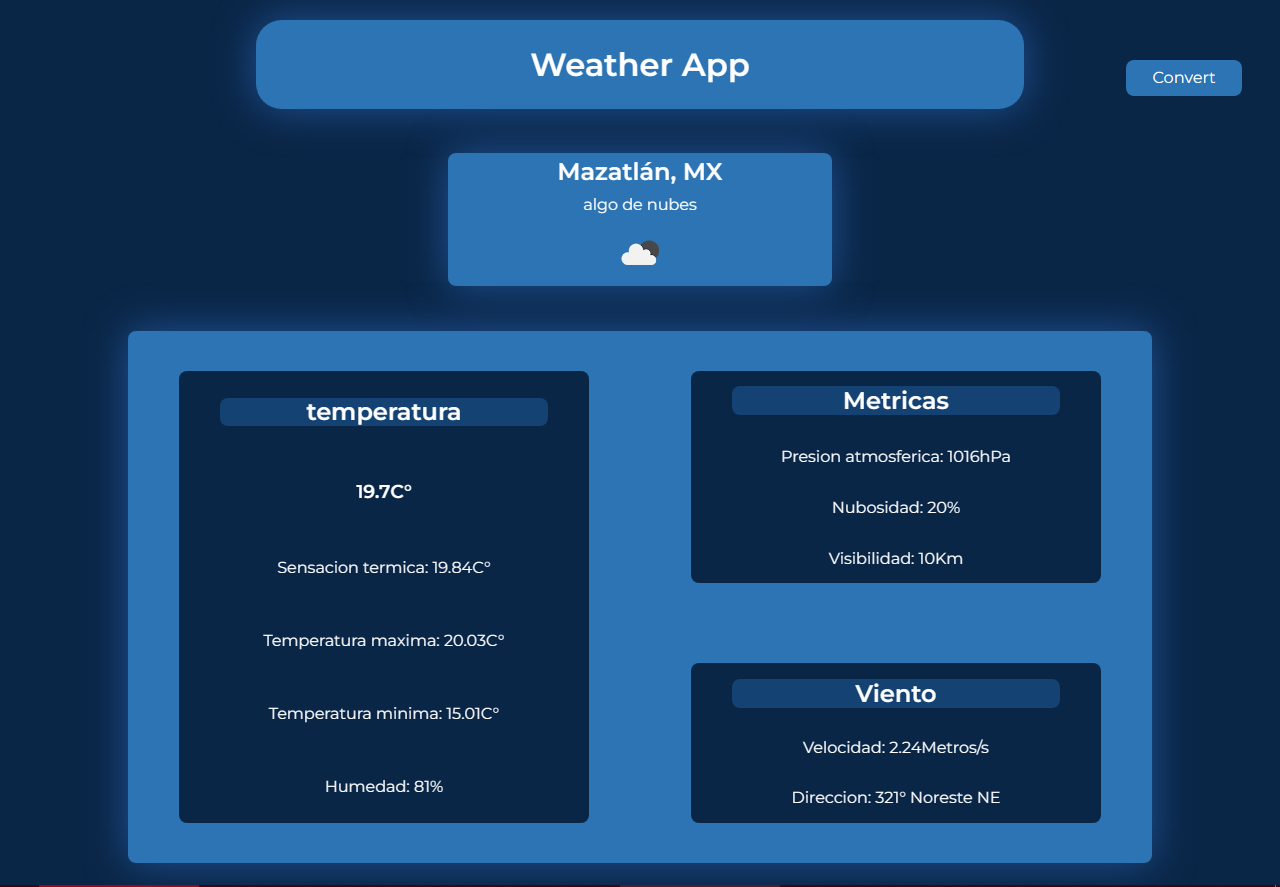 Weather App
Convert
Mazatlán, MX
algo de nubes
temperatura
19.7C°
Sensacion termica: 19.84C°
Temperatura maxima: 20.03C°
Temperatura minima: 15.01C°
Humedad: 81%
Metricas
Presion atmosferica: 1016hPa
Nubosidad: 20%
Visibilidad: 10Km
Viento
Velocidad: 2.24Metros/s
Direccion: 321° Noreste NE